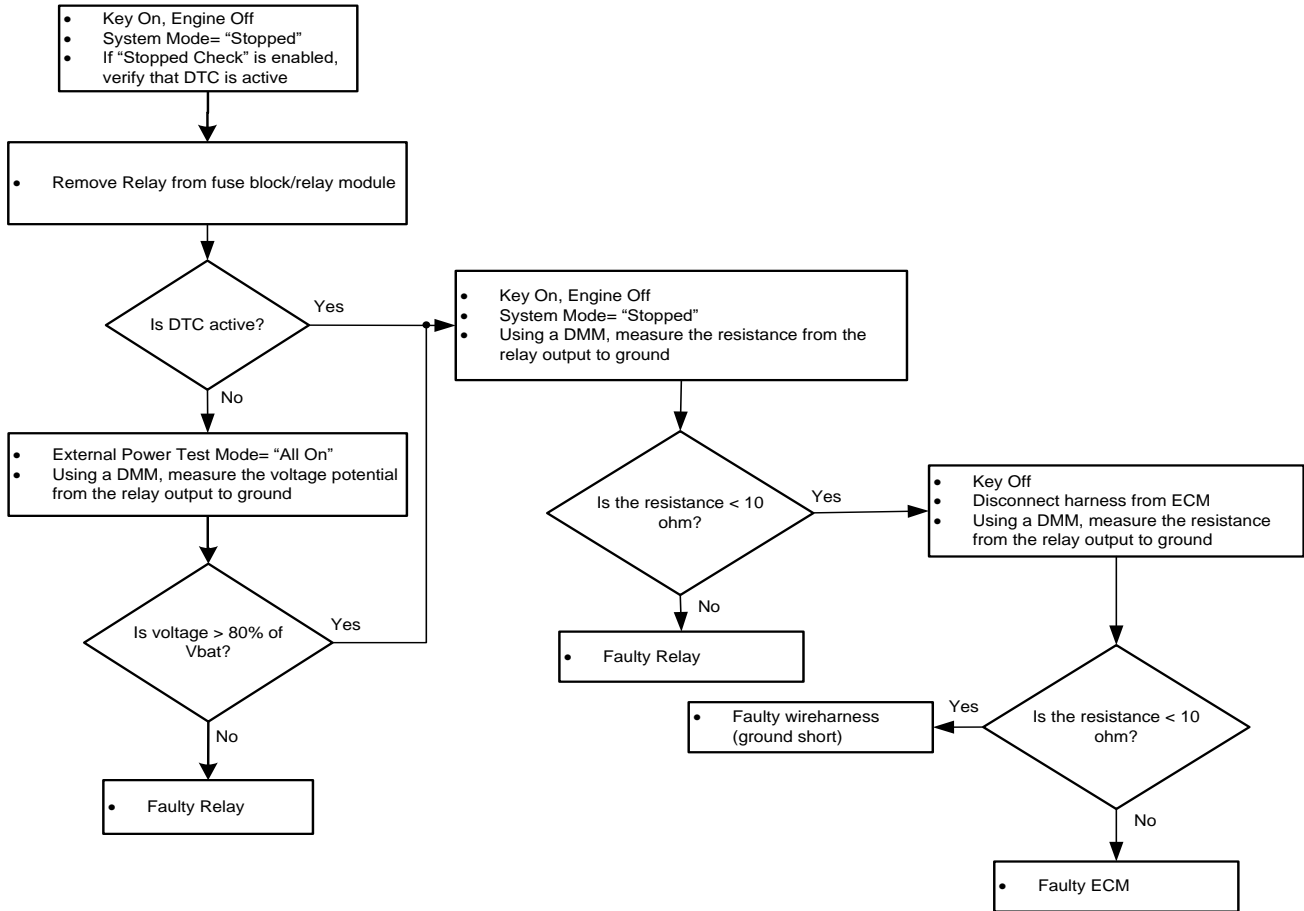 • Key On, Engine Off
• System Mode= “Stopped”
• If “Stopped Check” is enabled,
verify that DTC is active
• Remove Relay from fuse block/relay module
Is DTC active?
Yes
No
• External Power Test Mode= “All On”
• Using a DMM, measure the voltage potential
from the relay output to ground
Is voltage > 80% of
Vbat?
Yes
No
• Faulty Relay
• Key On, Engine Off
• System Mode= “Stopped”
• Using a DMM, measure the resistance from the
relay output to ground
Is the resistance < 10
ohm?
Yes
No
• Faulty Relay
• Key Off
• Disconnect harness from ECM
• Using a DMM, measure the resistance
from the relay output to ground
Is the resistance < 10
ohm?
Yes
• Faulty wireharness
(ground short)
No
• Faulty ECM